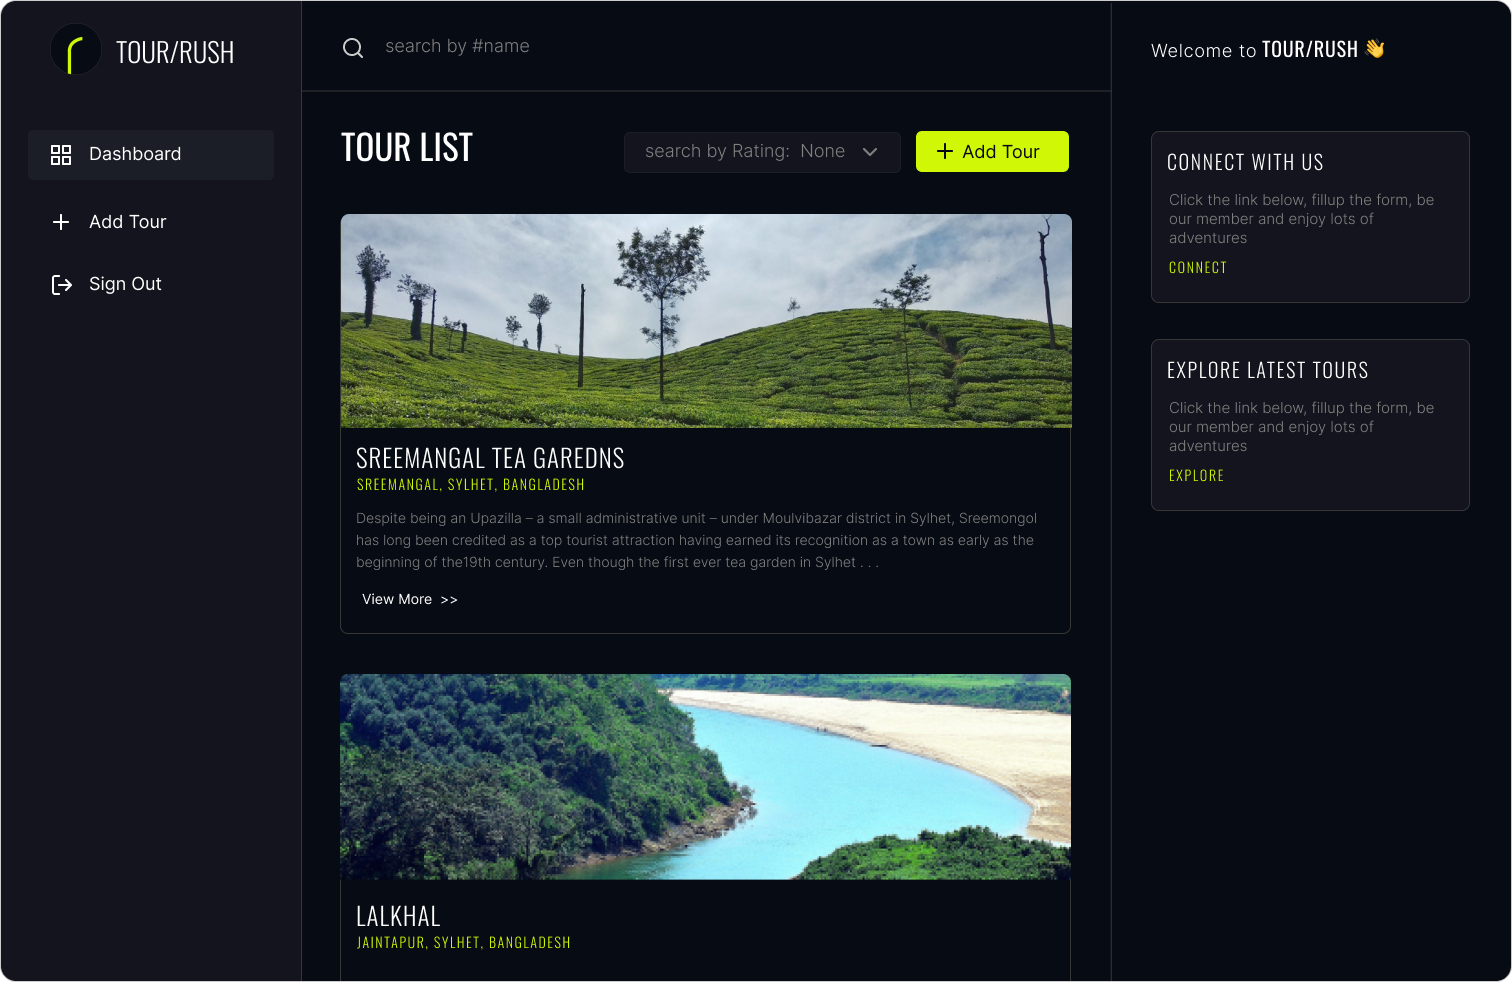 TOUR/RUSH
Dashboard
Add Tour
Sign Out
search by #name
TOUR LIST
search by Rating: None
Add Tour
SREEMANGAL TEA GAREDNS
SREEMANGAL, SYLHET, BANGLADESH
Despite being an Upazilla – a small administrative unit – under Moulvibazar district in Sylhet, Sreemongol
has long been credited as a top tourist attraction having earned its recognition as a town as early as the
beginning of the19th century. Even though the first ever tea garden in Sylhet . . .
View More >>
LALKHAL
JAINTAPUR, SYLHET, BANGLADESH
Welcome to TOUR/RUSH 👋
CONNECT WITH US
Click the link below, fillup the form, be
our member and enjoy lots of
adventures
CONNECT
EXPLORE LATEST TOURS
Click the link below, fillup the form, be
our member and enjoy lots of
adventures
EXPLORE